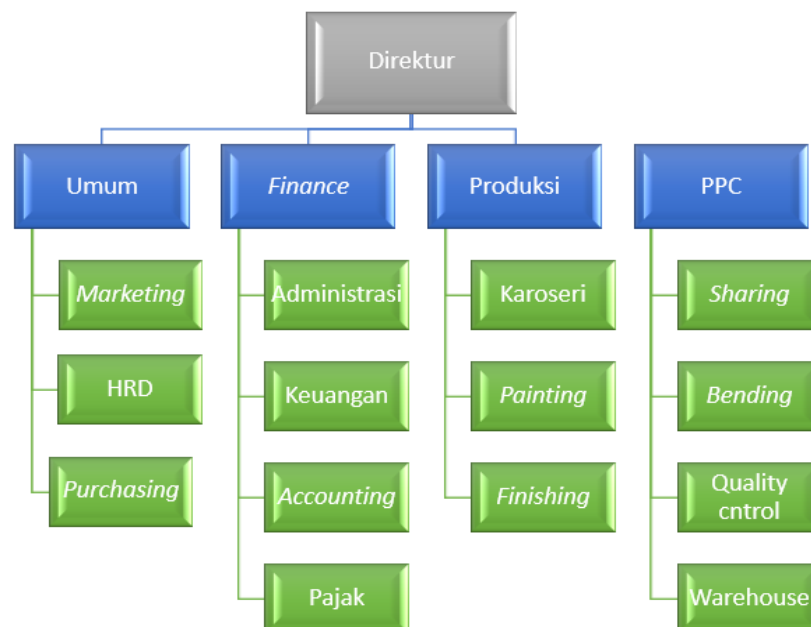 Direktur
Umum
Finance
Produksi
PPC
Marketing
HRD
Purchasing
Administrasi
Keuangan
Accounting
Pajak
Karoseri
Painting
Finishing
Sharing
Bending
Quality
cntrol
Warehouse